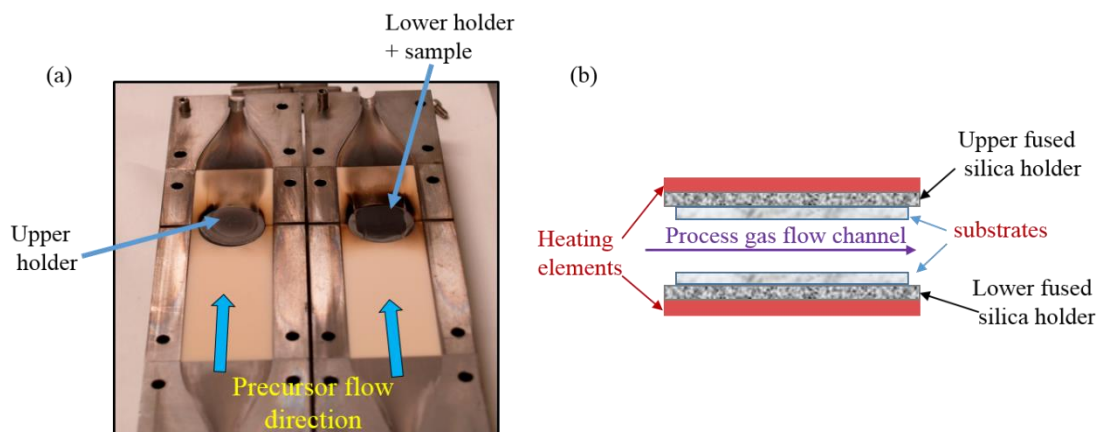 Lower holder
+ sample
(a)
Upper
holder
Precursor flow
direction
(b)
Upper fused
silica holder
Heating
elements
Process gas flow channel
substrates
Lower fused
silica holder